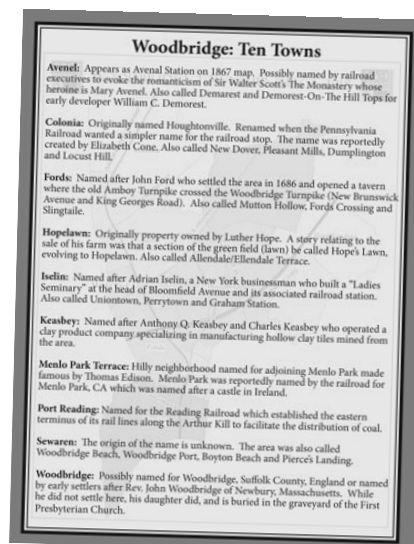 Woodbridge: Ten Towns
Avenel: Appears as Avenal Station on 1867 map. Possibly named by railroad
executives to evoke the romanticism of Sir Walter Scott's The Monastery whose
heroine is Mary Avenel. Also called Demarest and Demorest-On-The Hill Tops for
early developer William C. Demorest.
Colonia: Originally named Houghtonville. Renamed when the Pennsylvania
Railroad wanted a simpler name for the railroad stop. The name was reportedly
created by Elizabeth Cone. Also called New Dover, Pleasant Mills, Dumplington
and Locust Hill.
Fords: Named after John Ford who settled the area in 1686 and opened a tavern
where the old Amboy Turnpike crossed the Woodbridge Turnpike (New Brunswick
Avenue and King Georges Road). Also called Mutton Hollow, Fords Crossing and
Slingtaile.
Hopelawn: Originally property owned by Luther Hope. A story relating to the
sale of his farm was that a section of the green field (lawn) be called Hope's Lawn,
evolving to Hopelawn. Also called Allendale/Ellendale Terrace.
Iselin: Named after Adrian Iselin, a New York businessman who built a "Ladies
Seminary" at the head of Bloomfield Avenue and its associated railroad station.
Also called Uniontown, Perrytown and Graham Station.
Keasbey: Named after Anthony Q. Keasbey and Charles Keasbey who operated a
clay product company specializing in manufacturing hollow clay tiles mined from
the area.
Menlo Park Terrace: Hilly neighborhood named for adjoining Menlo Park made
famous by Thomas Edison. Menlo Park was reportedly named by the railroad for
Menlo Park, CA which was named after a castle in Ireland.
Port Reading: Named for the Reading Railroad which established the eastern
terminus of its rail lines along the Arthur Kill to facilitate the distribution of coal.
Sewaren: The origin of the name is unknown. The area was also called
Woodbridge Beach, Woodbridge Port, Boyton Beach and Pierce's Landing.
Woodbridge: Possibly named for Woodbridge, Suffolk County, England or named
by early settlers after Rev. John Woodbridge of Newbury, Massachusetts. While
he did not settle here, his daughter did, and is buried in the graveyard of the First
Presbyterian Church.